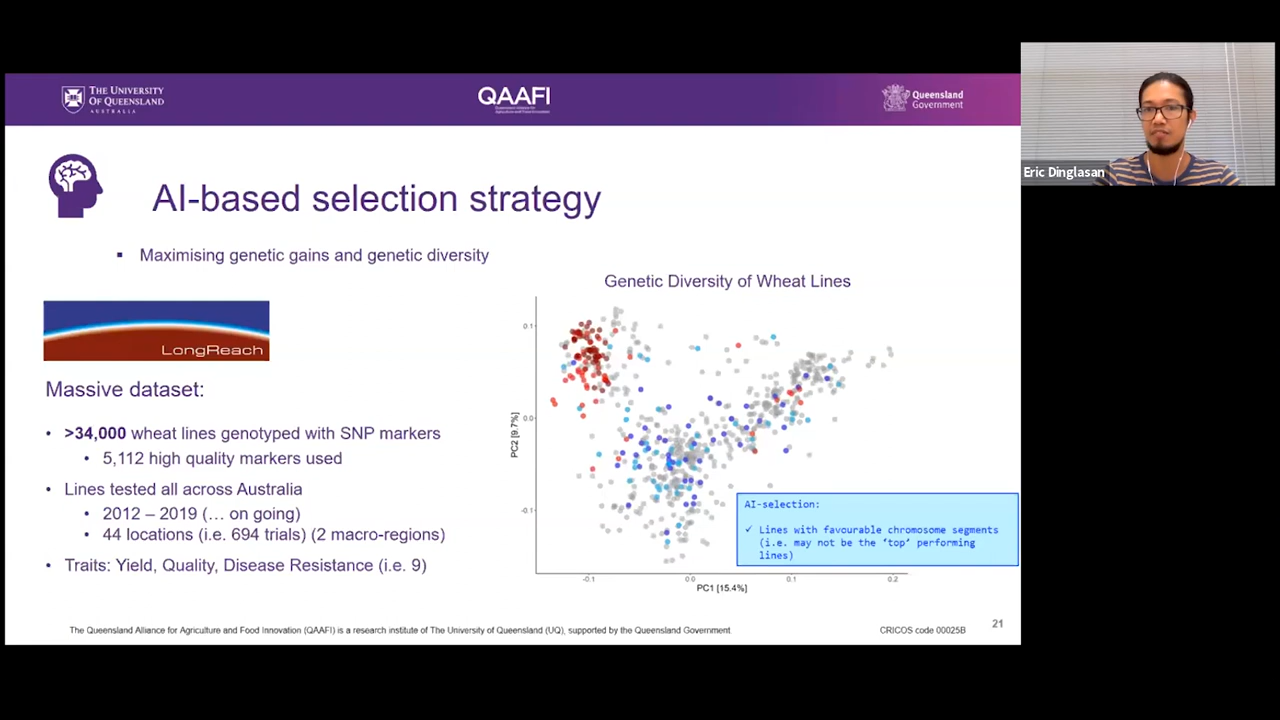 THE UNIVERSITY
OF QUEENSLAND
AUSTRALIA
QAAFI
Queensland
Government
Eric Dinglasan
AI-based selection strategy
▪ Maximising genetic gains and genetic diversity
LongReach
Massive dataset:
• >34,000 wheat lines genotyped with SNP markers
• 5,112 high quality markers used
• Lines tested all across Australia
• 2012 – 2019 (… on going)
• 44 locations (i.e. 694 trials) (2 macro-regions)
• Traits: Yield, Quality, Disease Resistance (i.e. 9)
Genetic Diversity of Wheat Lines
PC2 [9.7%]
0.1
0.0
-0.1
-0.1
0.0
0.1
0.2
PC1 [15.4%]
AI-selection:
✓ Lines with favourable chromosome segments
(i.e. may not be the ‘top’ performing
lines)
The Queensland Alliance for Agriculture and Food Innovation (QAAFI) is a research institute of The University of Queensland (UQ), supported by the Queensland Government
CRICOS code 00025B
21